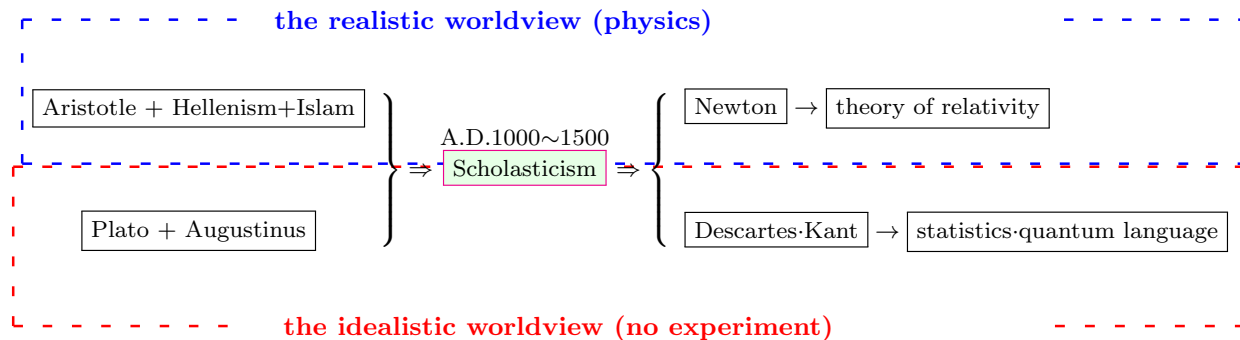 the realistic worldview (physics)
Aristotle + Hellenism+Islam
Newton → theory of relativity
A.D.1000∼1500
⇒ Scholasticism ⇒
Plato + Augustinus
Descartes·Kant → statistics·quantum language
the idealistic worldview (no experiment)